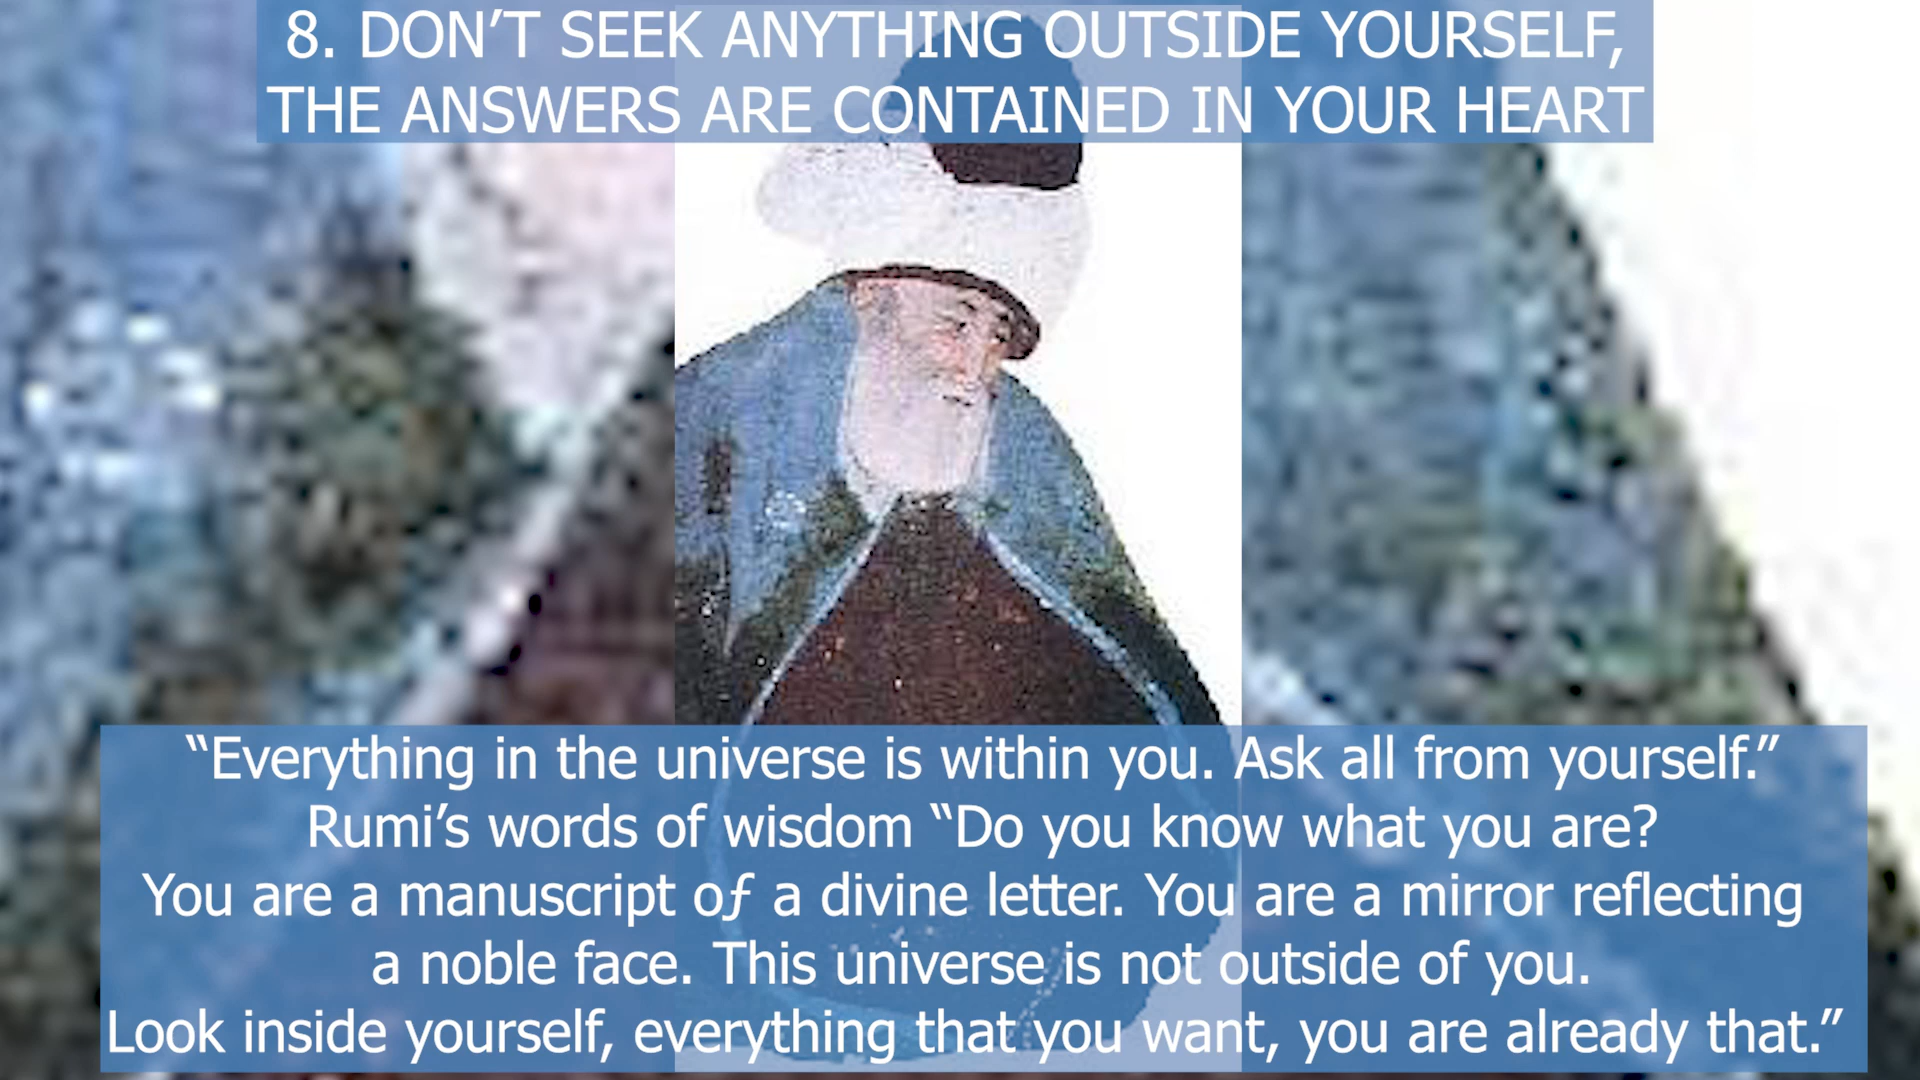 8. DON’T SEEK ANYTHING OUTSIDE YOURSELF,
THE ANSWERS ARE CONTAINED IN YOUR HEART
“Everything in the universe is within you. Ask all from yourself.”
Rumi’s words of wisdom “Do you know what you are?
You are a manuscript oƒ a divine letter. You are a mirror reflecting
a noble face. This universe is not outside of you.
Look inside yourself, everything that you want, you are already that.”